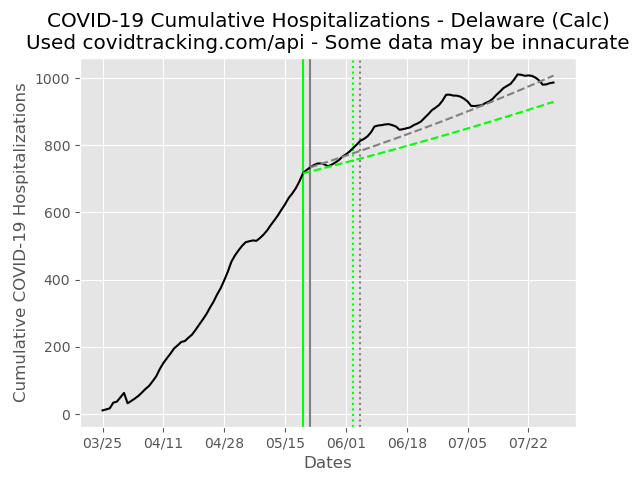 COVID-19 Cumulative Hospitalizations - Delaware (Calc)
Used covidtracking.com/api - Some data may be innacurate
Cumulative COVID-19 Hospitalizations
1000
800
600
400
200
0
03/25 04/11 04/28 05/15 06/01 06/18 07/05 07/22
Dates